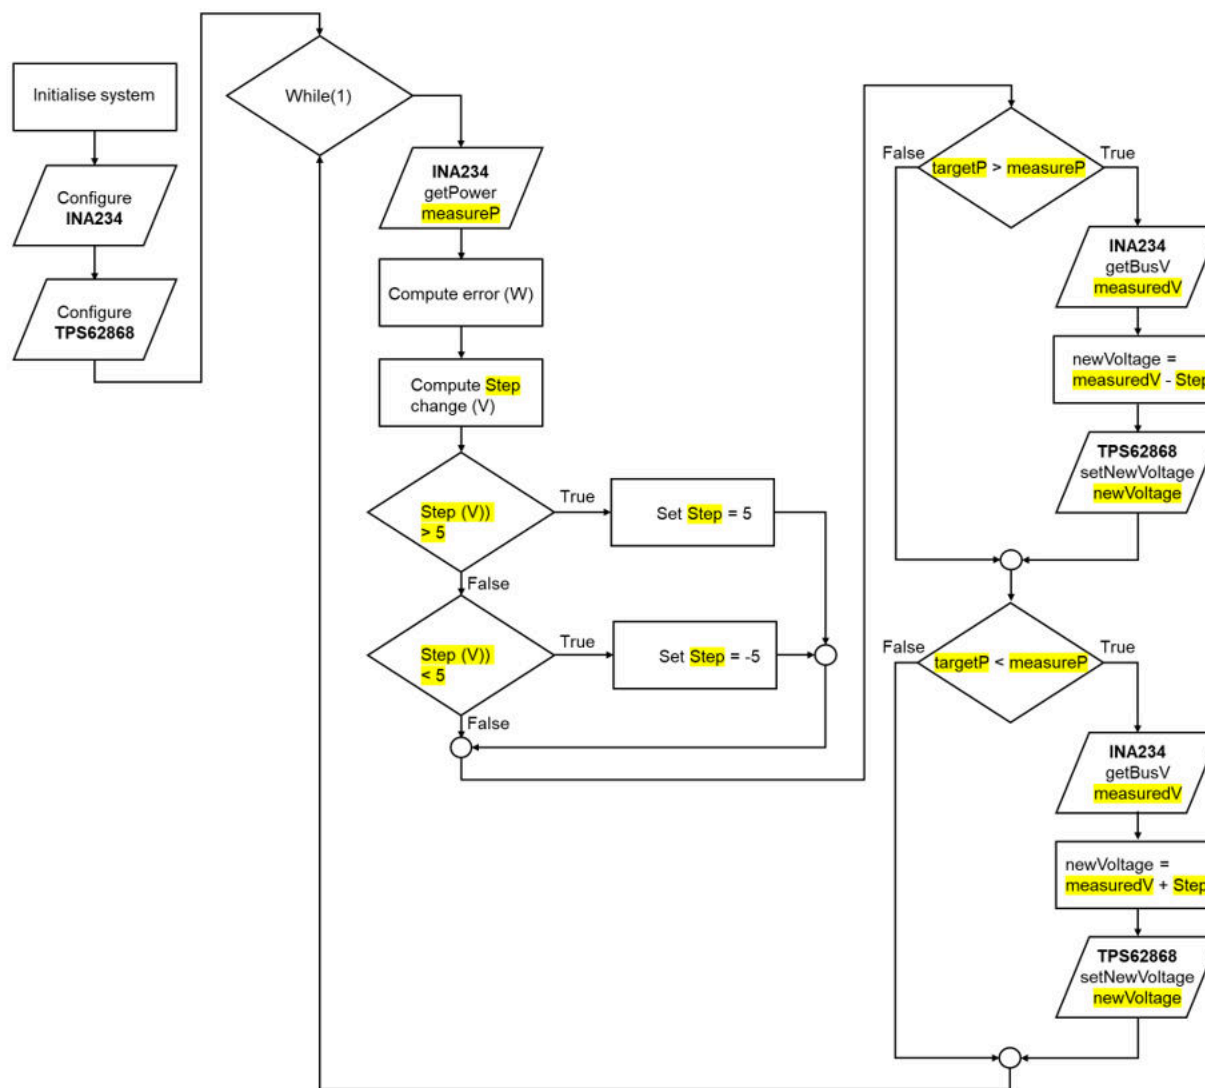 Initialise system
Configure
INA234
Configure
TPS62868
While(1)
INA234
getPower
measureP
Compute error (W)
Compute Step
change (V)
Step (V))
> 5
True
Set Step = 5
False
Step (V))
< 5
True
Set Step = -5
False
False
targetP > measureP
True
INA234
getBusV
measuredV
newVoltage =
measuredV - Step
TPS62868
setNewVoltage
newVoltage
False
targetP < measureP
True
INA234
getBusV
measuredV
newVoltage =
measuredV + Step
TPS62868
setNewVoltage
newVoltage